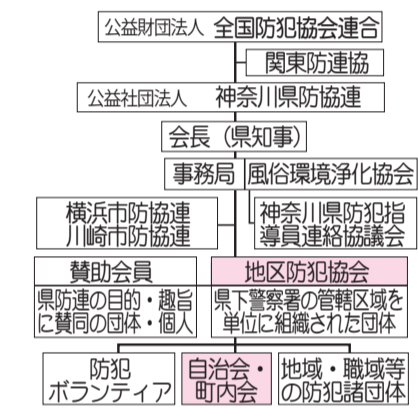 公益財団法人 全国防犯協会連合
関東防連協
公益社団法人 神奈川県防協連
会長（県知事）
事務局 風俗環境浄化協会
横浜市防協連
川崎市防協連
神奈川県防犯指
導員連絡協議会
賛助会員
県防連の目的・趣旨
に賛同の団体・個人
地区防犯協会
県下警察署の管轄区域を
単位に組織された団体
防犯
ボランティア
自治会・
町内会
地域・職域等
の防犯諸団体